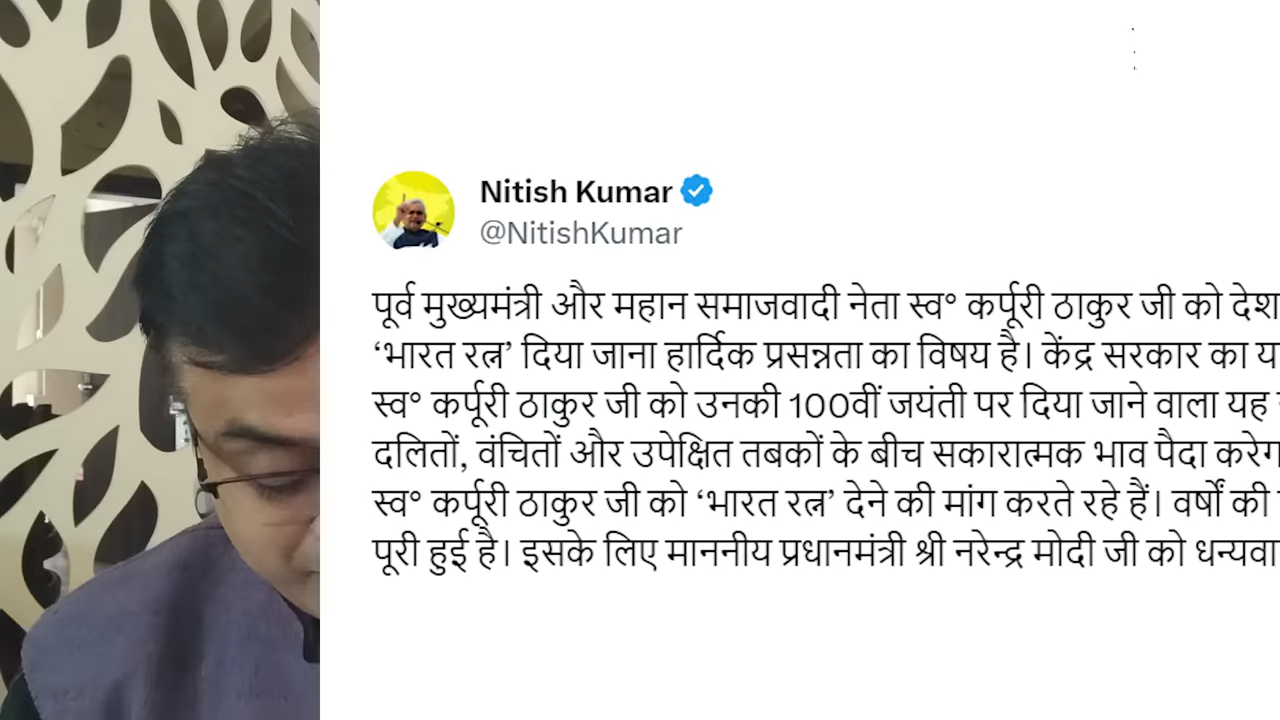 Nitish Kumar
@NitishKumar
पूर्व मुख्यमंत्री और महान समाजवादी नेता स्व° कर्पूरी ठाकुर जी को देश
‘भारत रत्न’ दिया जाना हार्दिक प्रसन्नता का विषय है। केंद्र सरकार का
स्व° कर्पूरी ठाकुर जी को उनकी 100वीं जयंती पर दिया जाने वाला यह
दलितों, वंचितों और उपेक्षित तबकों के बीच सकारात्मक भाव पैदा
स्व° कर्पूरी ठाकुर जी को ‘भारत रत्न’ देने की मांग करते रहे हैं। वर्षों की
पूरी हुई है। इसके लिए माननीय प्रधानमंत्री श्री नरेन्द्र मोदी जी को